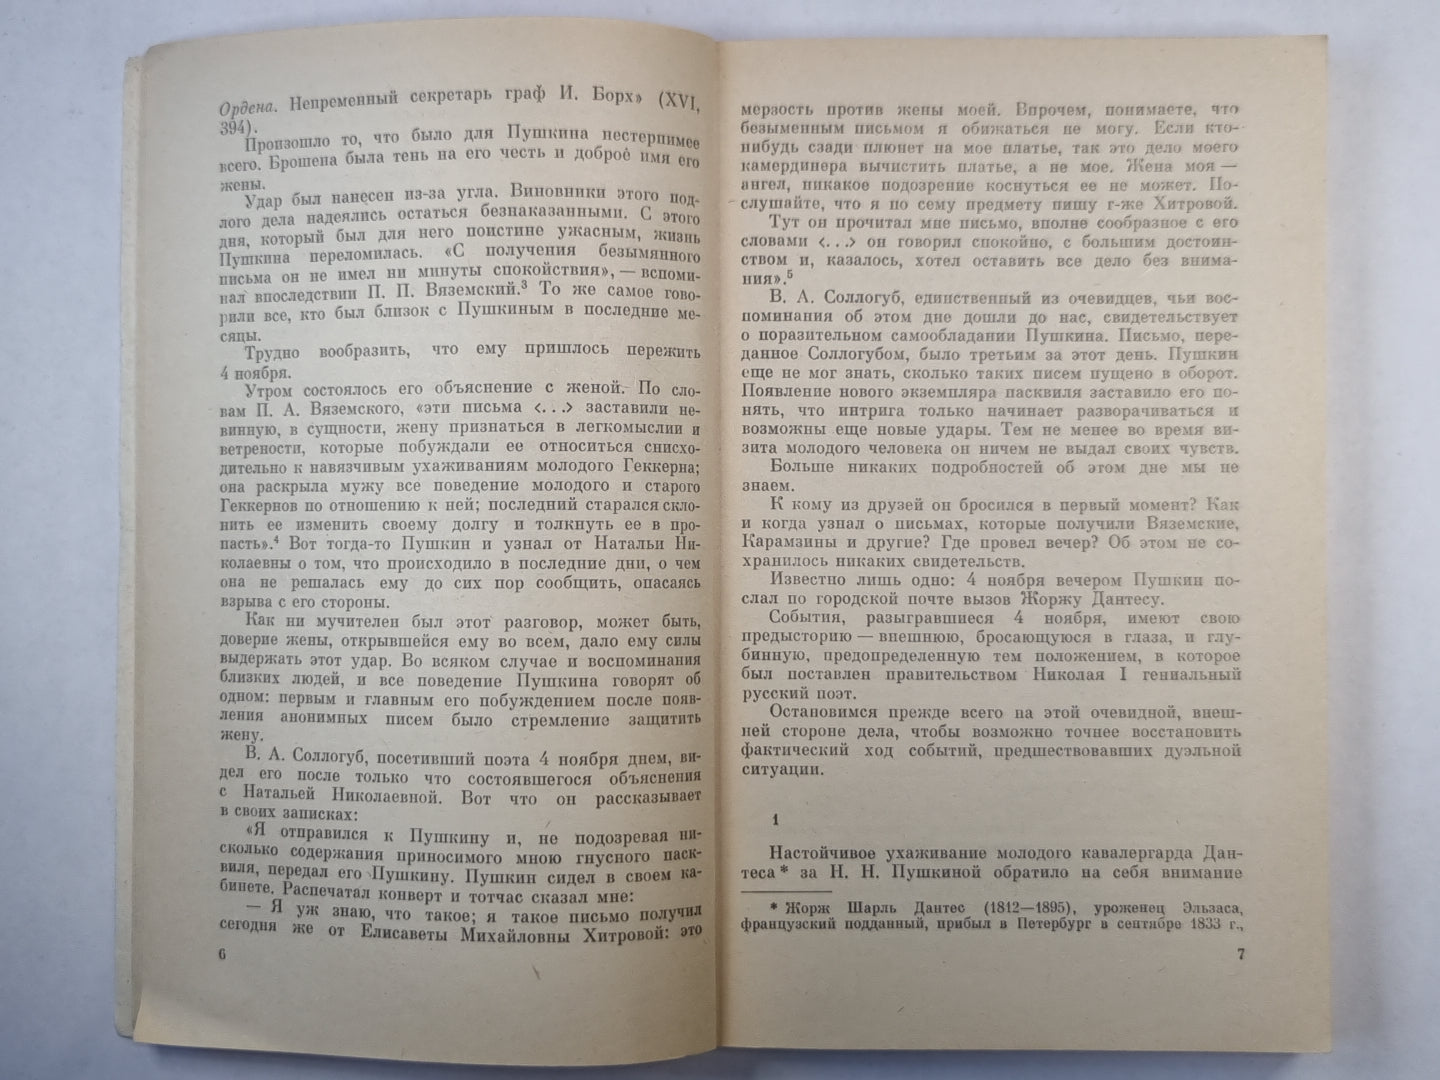 Ордена. Непременный секретарь граф И. Борх» (XVI,
394).
Произошло то, что было для Пушкина нестерпимее
всего. Брошена была тень на его честь и доброе имя его
жены.
Удар был нанесен из-за угла. Виновники этого под-
лого дела надеялись остаться безнаказанными. С этого
дня, который был для него поистине ужасным, жизнь
Пушкина переломилась. «С получения безымянного
письма он не имел ни минуты спокойствия», — вспоми-
нал впоследствии П. П. Вяземский.³ То же самое гово-
рили все, кто был близок с Пушкиным в последние ме-
сяцы.
Трудно вообразить, что ему пришлось пережить
4 ноября.
Утром состоялось его объяснение с женой. По сло-
вам П. А. Вяземского, «эти письма <...> заставили не-
винную, в сущности, жену признаться в легкомыслии и
ветрености, которые побуждали ее относиться снисхо-
дительно к навязчивым ухаживаниям молодого Геккерна;
она раскрыла мужу все поведение молодого и старого
Геккернов по отношению к ней; последний старался скло-
нить ее изменить своему долгу и толкнуть ее в про-
пасть».⁴ Вот тогда-то Пушкин и узнал от Натальи Ни-
колаевны о том, что происходило в последние дни, о чем
она не решалась ему до сих пор сообщить, опасаясь
взрыва с его стороны.
Как ни мучителен был этот разговор, может быть,
доверие жены, открывшейся ему во всем, дало ему силы
выдержать этот удар. Во всяком случае и воспоминания
близких людей, и все поведение Пушкина говорят об
одном: первым и главным его побуждением после появ-
ления анонимных писем было стремление защитить
жену.
В. А. Соллогуб, посетивший поэта 4 ноября днем, ви-
дел его после только что состоявшегося объяснения
с Натальей Николаевной. Вот что он рассказывает
в своих записках:
«Я отправился к Пушкину и, не подозревая ни-
сколько содержания приносимого мною гнусного паск-
виля, передал его Пушкину. Пушкин сидел в своем ка-
бинете. Распечатал конверт и тотчас сказал мне:
— Я уж знаю, что такое; я такое письмо получил
сегодня же от Елисаветы Михайловны Хитровой: это
6
мерзость против жены моей. Впрочем, понимаете, что
безыменным письмом я обижаться не могу. Если кто-
нибудь сзади плюнет на мое платье, так это дело моего
камердинера вычистить платье, а не мое. Жена моя —
ангел, никакое подозрение коснуться ее не может. По-
слушайте, что я по сему предмету пишу г-же Хитровой.
Тут он прочитал мне письмо, вполне сообразное с его
словами <...> он говорил спокойно, с большим достоин-
ством и, казалось, хотел оставить все дело без внима-
ния».⁵
В. А. Соллогуб, единственный из очевидцев, чьи вос-
поминания об этом дне дошли до нас, свидетельствует
о поразительном самообладании Пушкина. Письмо, пере-
данное Соллогубом, было третьим за этот день. Пушкин
еще не мог знать, сколько таких писем пущено в оборот.
Появление нового экземпляра пасквиля заставило его по-
нять, что интрига только начинает разворачиваться и
возможны еще новые удары. Тем не менее во время ви-
зита молодого человека он ничем не выдал своих чувств.
Больше никаких подробностей об этом дне мы не
знаем.
К кому из друзей он бросился в первый момент? Как
и когда узнал о письмах, которые получили Вяземские,
Карамзины и другие? Где провел вечер? Об этом не со-
хранилось никаких свидетельств.
Известно лишь одно: 4 ноября вечером Пушкин по-
слал по городской почте вызов Жоржу Дантесу.
События, разыгравшиеся 4 ноября, имеют свою
предысторию — внешнюю, бросающуюся в глаза, и глу-
бинную, предопределенную тем положением, в которое
был поставлен правительством Николая I гениальный
русский поэт.
Остановимся прежде всего на этой очевидной, внеш-
ней стороне дела, чтобы возможно точнее восстановить
фактический ход событий, предшествовавших дуэльной
ситуации.
1
Настойчивое ухаживание молодого кавалергарда Дан-
теса * за Н. Н. Пушкиной обратило на себя внимание
* Жорж Шарль Дантес (1812—1895), уроженец Эльзаса,
французский подданный, прибыл в Петербург в сентябре 1833 г.,
7